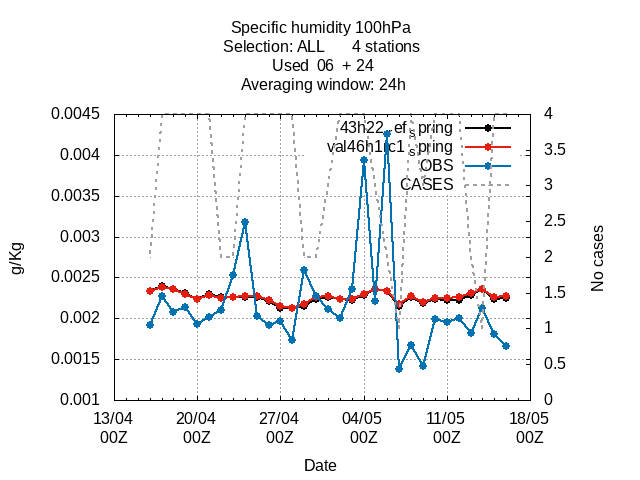 Specific humidity 100hPa
Selection: ALL 4 stations
Used 06 + 24
Averaging window: 24h
0.0045
0.004
0.0035
0.003
0.0025
0.002
0.0015
0.001
g/Kg
4
3.5
3
2.5
2
1.5
1
0.5
0
No cases
43h22_ef_spring
val46h1rc1_spring
OBS
CASES
13/04 20/04 27/04 04/05 11/05 18/05
00Z 00Z 00Z 00Z 00Z 00Z
Date